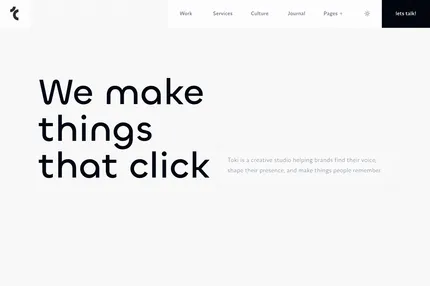 Work
Services
Culture
Journal
Pages +
lets talk!
We make
things
that click
Toki is a creative studio helping brands find their voice,
shape their presence, and make things people remember.